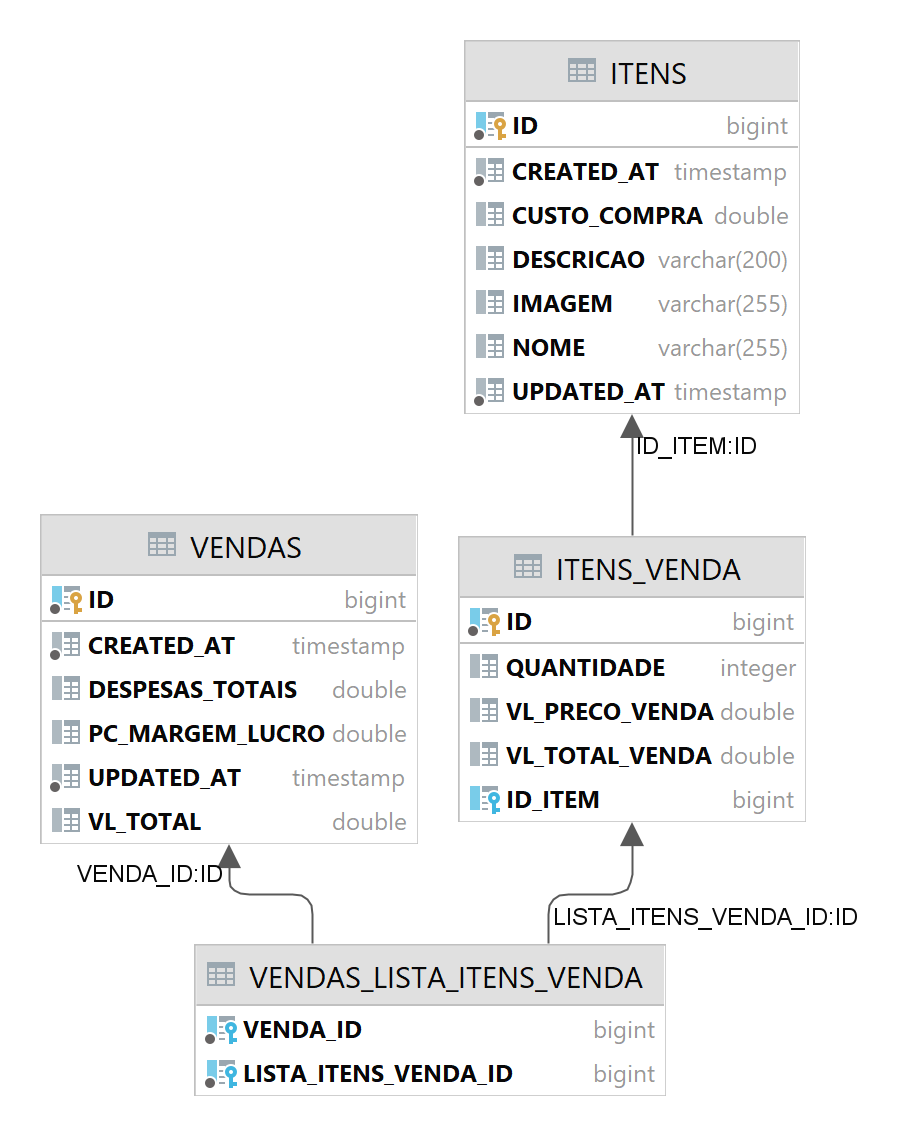 ITENS
ID bigint
CREATED_AT timestamp
CUSTO_COMPRA double
DESCRICAO varchar(200)
IMAGEM varchar(255)
NOME varchar(255)
UPDATED_AT timestamp
ID_ITEM:ID
VENDAS
ID bigint
CREATED_AT timestamp
DESPESAS_TOTAIS double
PC_MARGEM_LUCRO double
UPDATED_AT timestamp
VL_TOTAL double
ITENS_VENDA
ID bigint
QUANTIDADE integer
VL_PRECO_VENDA double
VL_TOTAL_VENDA double
ID_ITEM bigint
VENDA_ID:ID
LISTA_ITENS_VENDA_ID:ID
VENDAS_LISTA_ITENS_VENDA
VENDA_ID bigint
LISTA_ITENS_VENDA_ID bigint